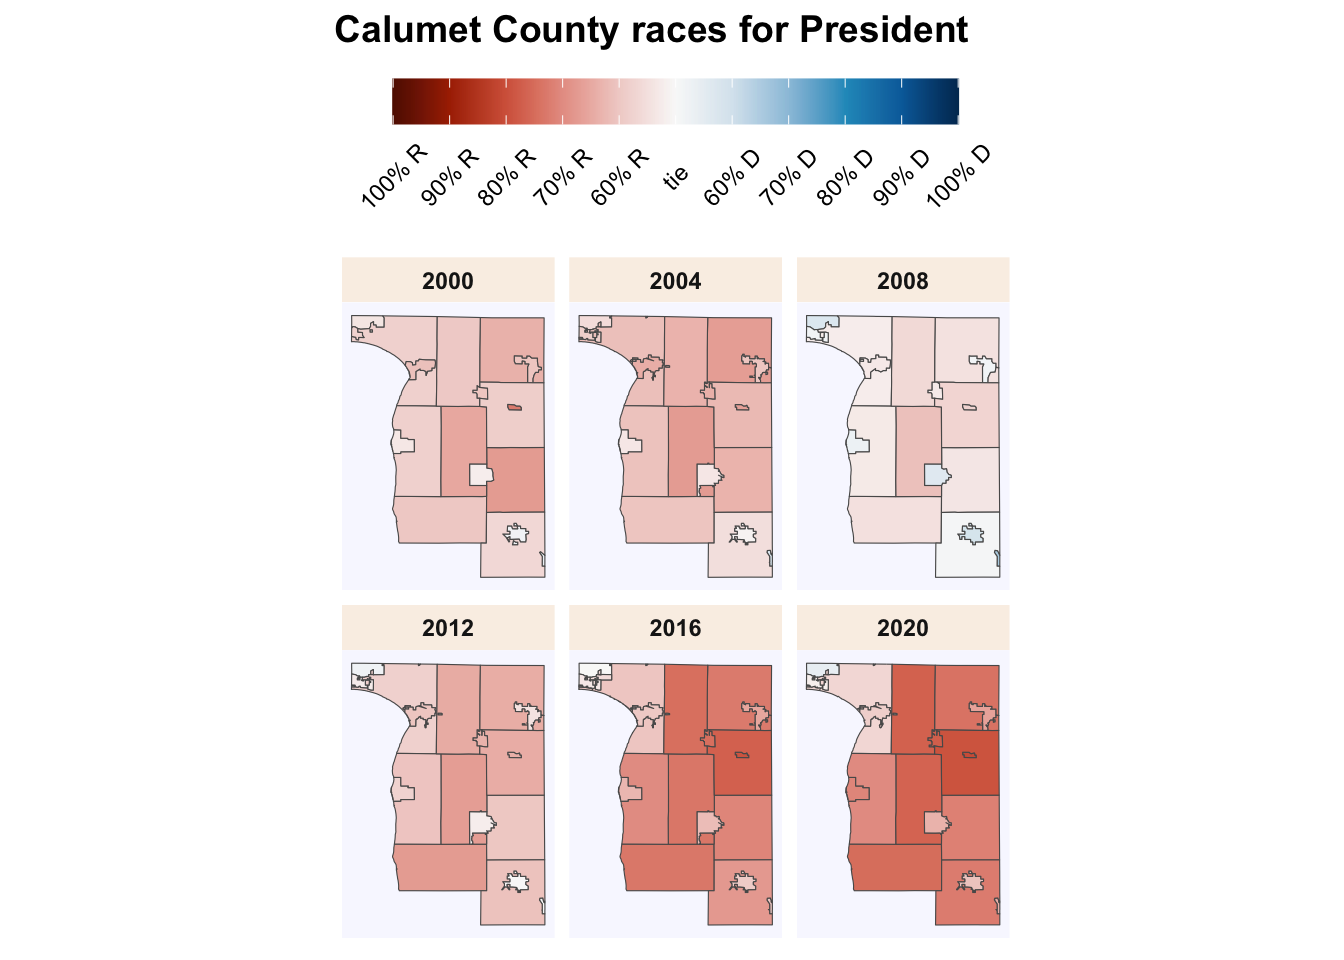 Calumet County races for President
100% R 90% R 80% R 70% R 60% R tie 60% D 70% D 80% D 90% D 100% D
2000 2004 2008
2012 2016 2020